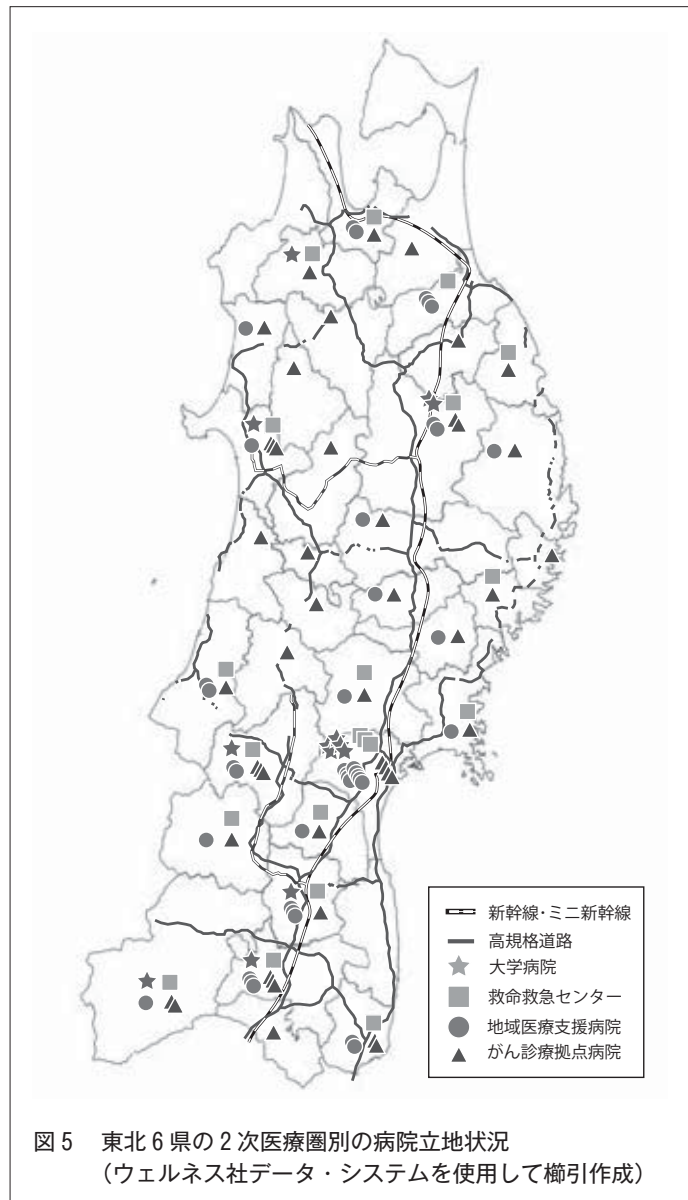 新幹線・ミニ新幹線
高規格道路
大学病院
救命救急センター
地域医療支援病院
がん診療拠点病院
図5 東北6県の2次医療圏別の病院立地状況
(ウェルネス社データ・システムを使用して櫛引作成)